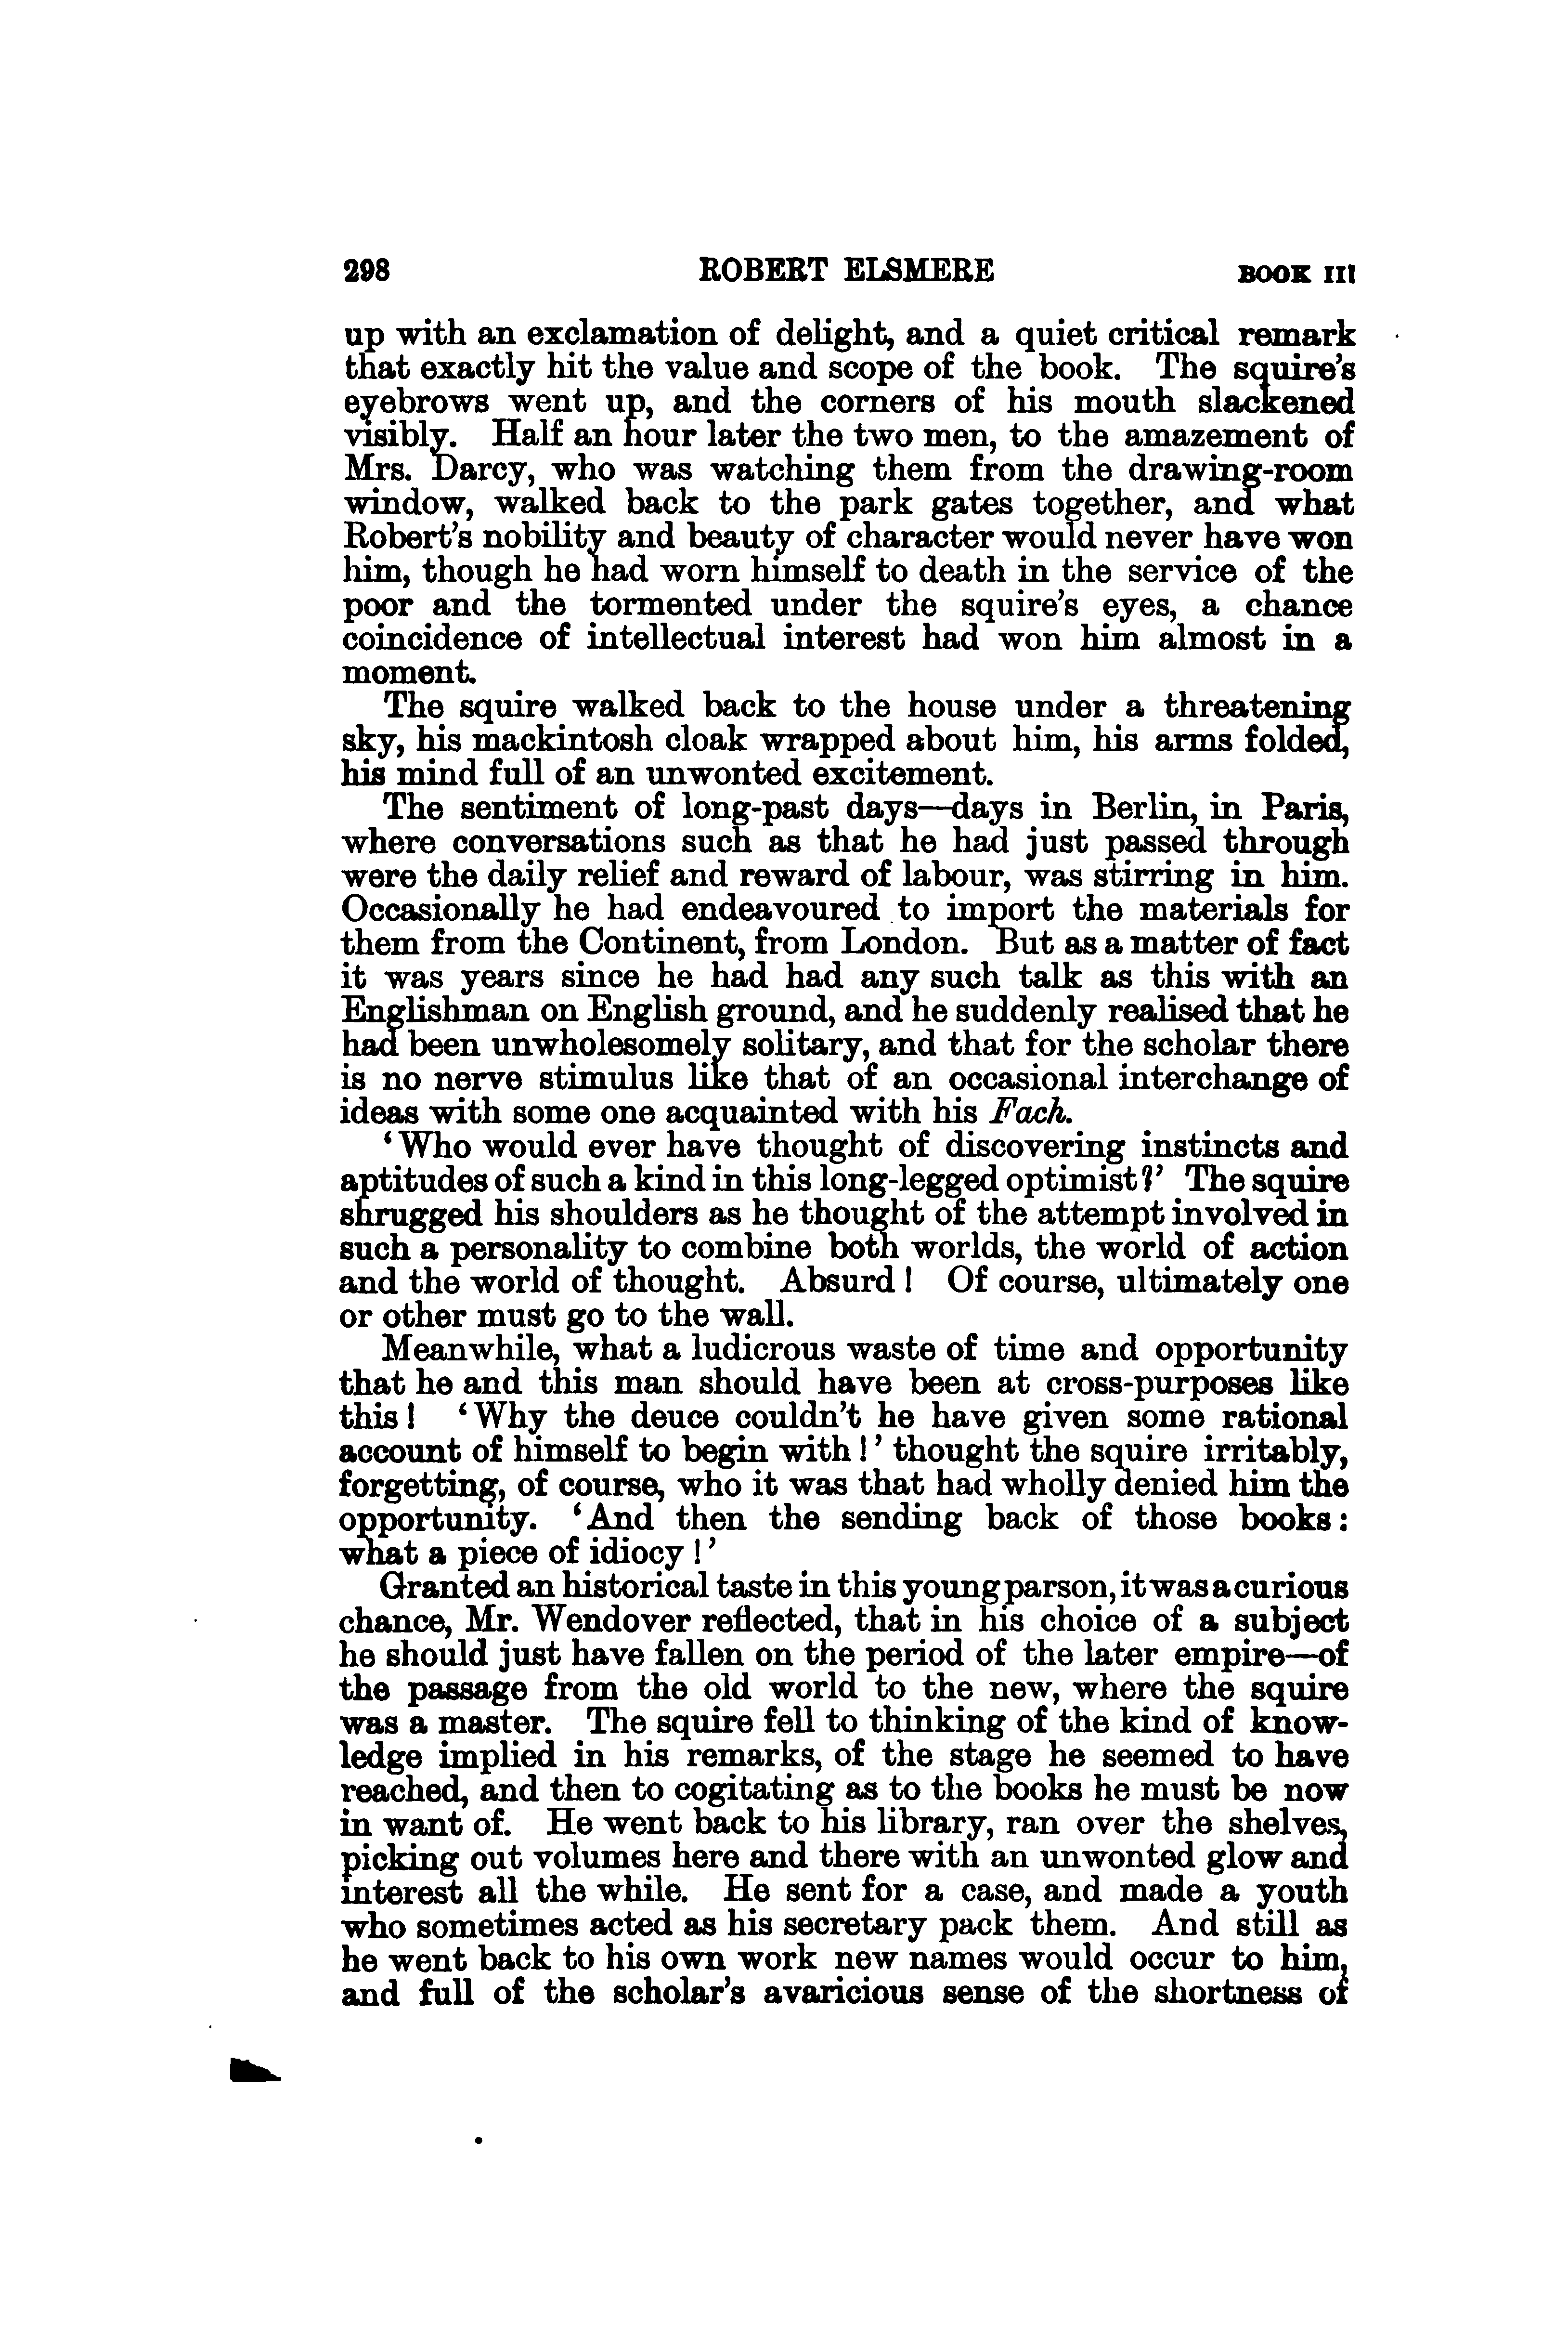 298 ROBERT ELSMERE BOOK III
up with an exclamation of delight, and a quiet critical remark
that exactly hit the value and scope of the book. The squire's
eyebrows went up, and the corners of his mouth slackened
visibly. Half an hour later the two men, to the amazement of
Mrs. Darcy, who was watching them from the drawing-room
window, walked back to the park gates together, and what
Robert's nobility and beauty of character would never have won
him, though he had worn himself to death in the service of the
poor and the tormented under the squire's eyes, a chance
coincidence of intellectual interest had won him almost in a
moment.
The squire walked back to the house under a threatening
sky, his mackintosh cloak wrapped about him, his arms folded,
his mind full of an unwonted excitement.
The sentiment of long-past days—days in Berlin, in Paris,
where conversations such as that he had just passed through
were the daily relief and reward of labour, was stirring in him.
Occasionally he had endeavoured to import the materials for
them from the Continent, from London. But as a matter of fact
it was years since he had had any such talk as this with an
Englishman on English ground, and he suddenly realised that he
had been unwholesomely solitary, and that for the scholar there
is no nerve stimulus like that of an occasional interchange of
ideas with some one acquainted with his Fach.
'Who would ever have thought of discovering instincts and
aptitudes of such a kind in this long-legged optimist?' The squire
shrugged his shoulders as he thought of the attempt involved in
such a personality to combine both worlds, the world of action
and the world of thought. Absurd! Of course, ultimately one
or other must go to the wall.
Meanwhile, what a ludicrous waste of time and opportunity
that he and this man should have been at cross-purposes like
this! 'Why the deuce couldn't he have given some rational
account of himself to begin with!' thought the squire irritably,
forgetting, of course, who it was that had wholly denied him the
opportunity. 'And then the sending back of those books:
what a piece of idiocy!'
Granted an historical taste in this young parson, it was a curious
chance, Mr. Wendover reflected, that in his choice of a subject
he should just have fallen on the period of the later empire—of
the passage from the old world to the new, where the squire
was a master. The squire fell to thinking of the kind of know-
ledge implied in his remarks, of the stage he seemed to have
reached, and then to cogitating as to the books he must be now
in want of. He went back to his library, ran over the shelves,
picking out volumes here and there with an unwonted glow and
interest all the while. He sent for a case, and made a youth
who sometimes acted as his secretary pack them. And still as
he went back to his own work new names would occur to him,
and full of the scholar's avaricious sense of the shortness of